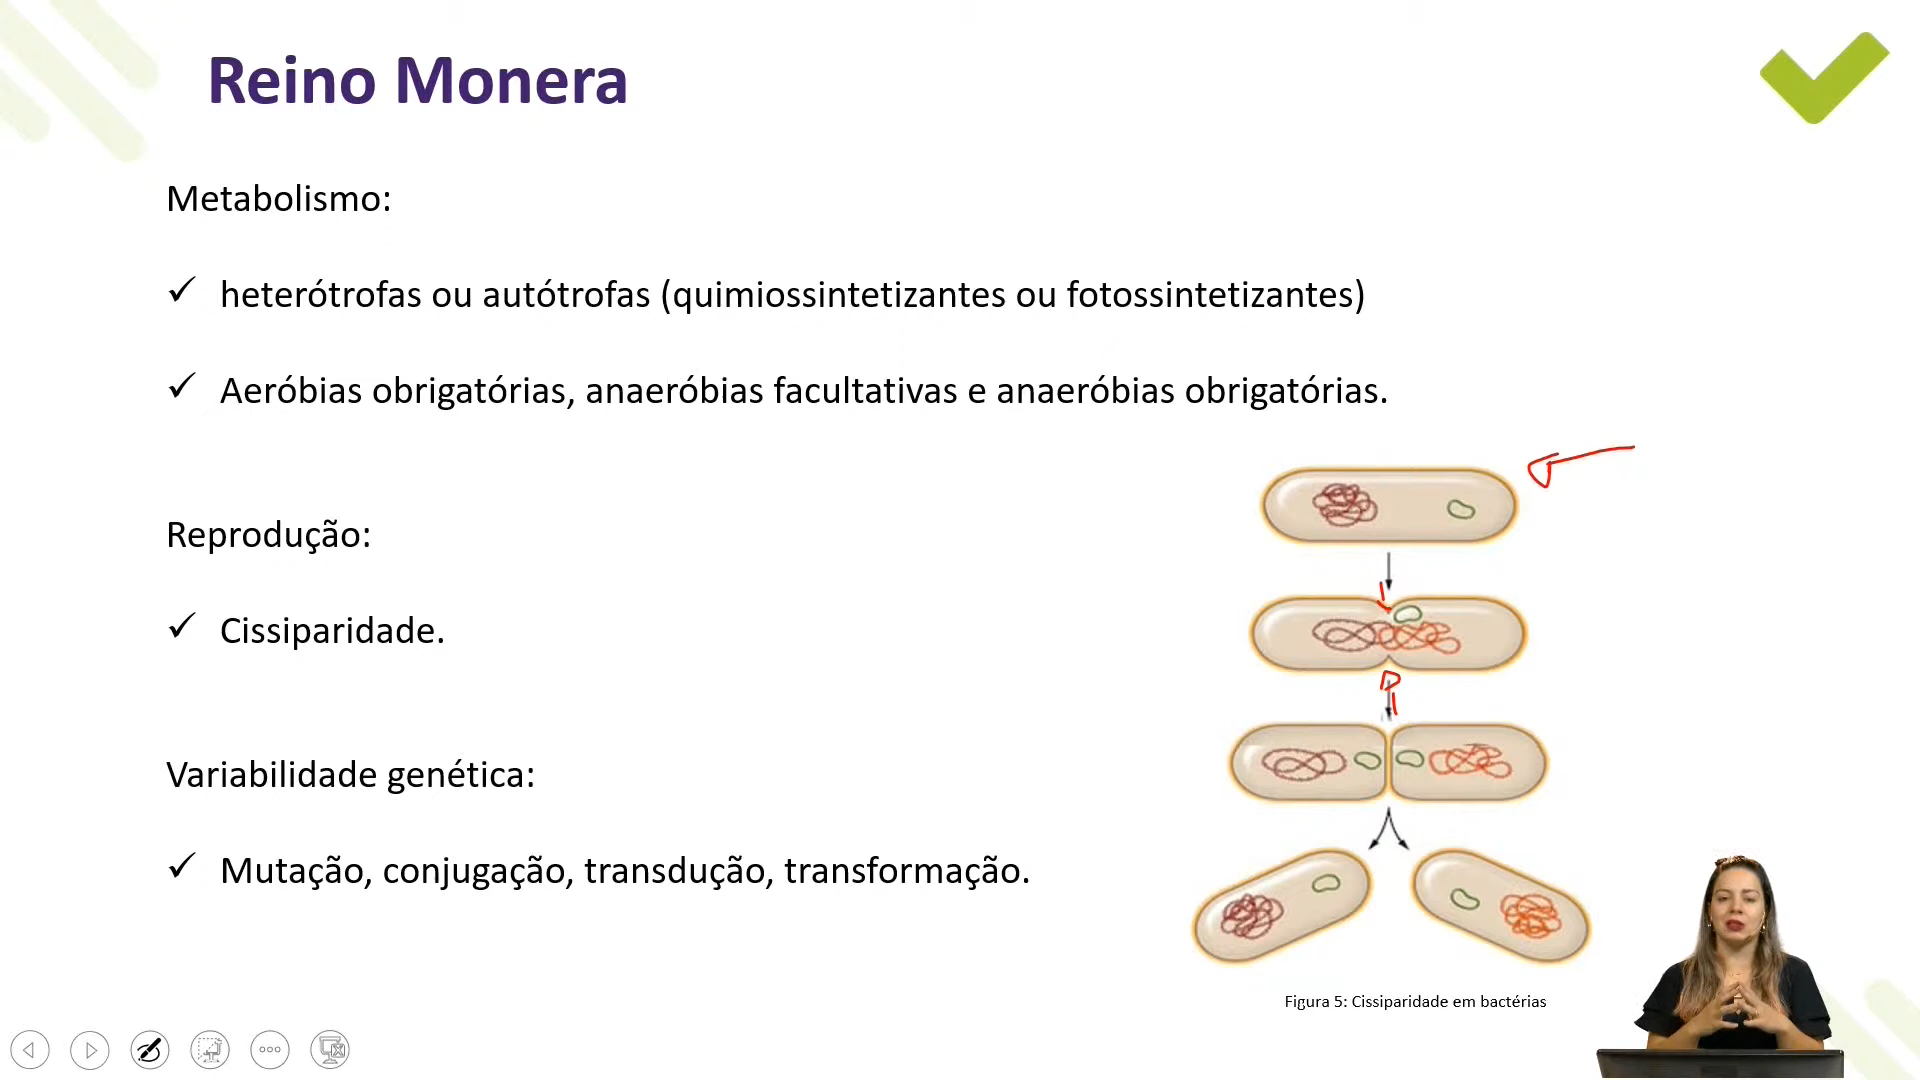 Reino Monera
Metabolismo:
heterótrofas ou autótrofas (quimiossintetizantes ou fotossintetizantes)
Aeróbias obrigatórias, anaeróbias facultativas e anaeróbias obrigatórias.
Reprodução:
Cissiparidade.
Variabilidade genética:
Mutação, conjugação, transdução, transformação.
Figura 5: Cissiparidade em bactérias